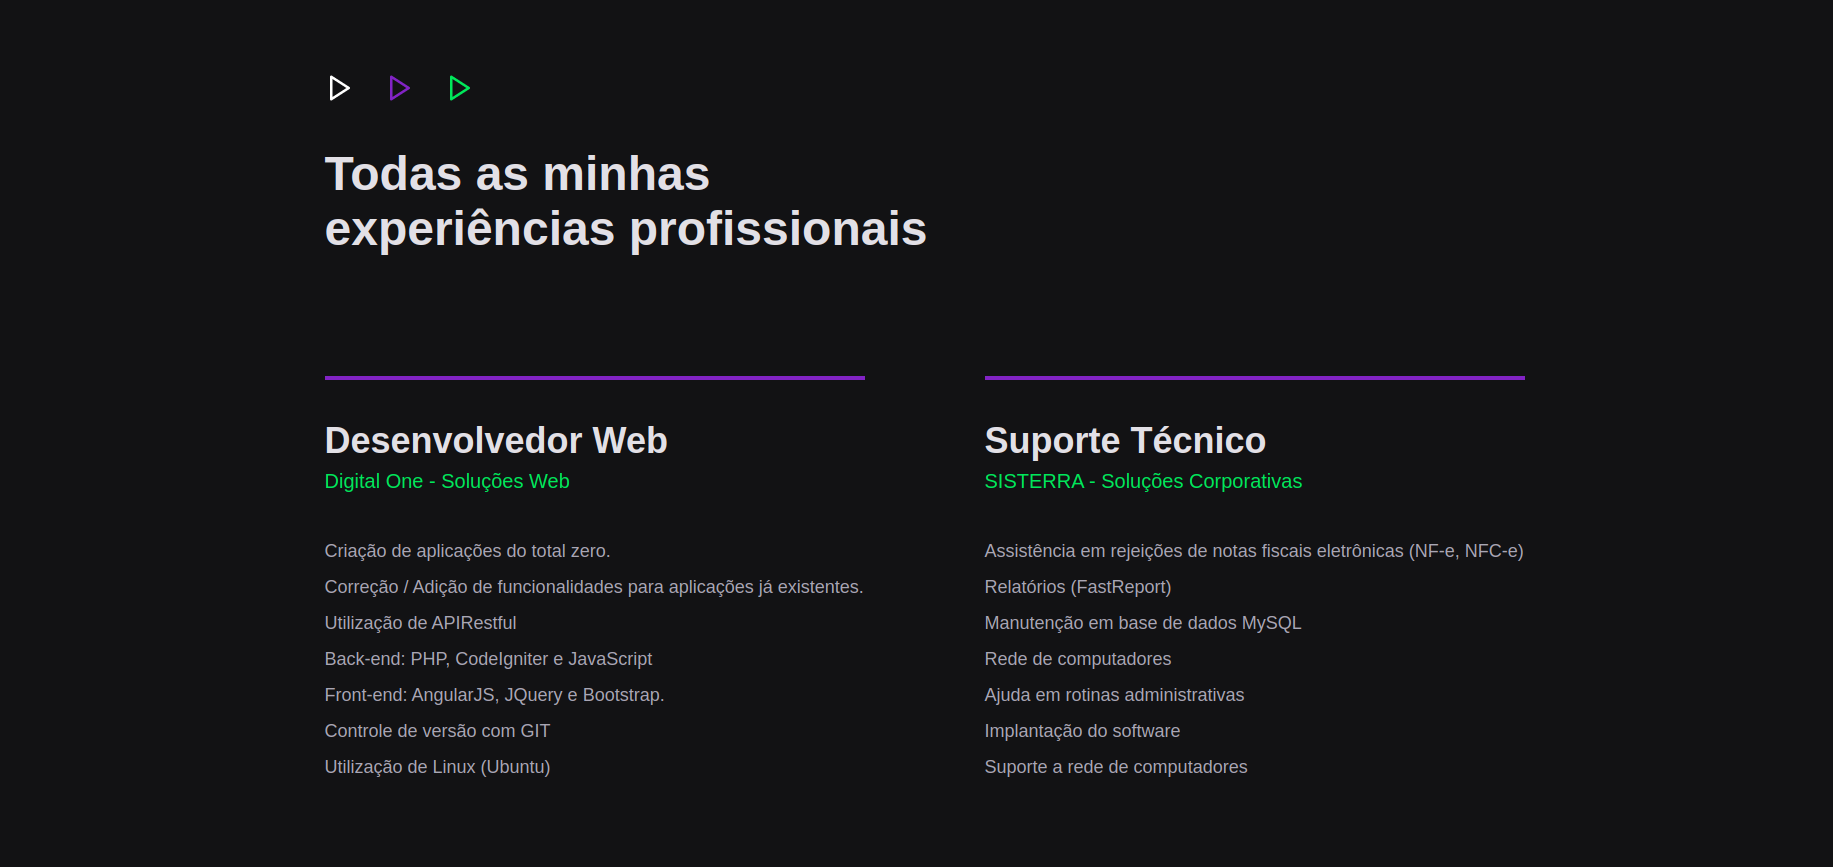 Todas as minhas
experiências profissionais
Desenvolvedor Web
Digital One - Soluções Web
Criação de aplicações do total zero.
Correção / Adição de funcionalidades para aplicações já existentes.
Utilização de APIRestful
Back-end: PHP, CodeIgniter e JavaScript
Front-end: AngularJS, JQuery e Bootstrap.
Controle de versão com GIT
Utilização de Linux (Ubuntu)
Suporte Técnico
SISTERRA - Soluções Corporativas
Assistência em rejeições de notas fiscais eletrônicas (NF-e, NFC-e)
Relatórios (FastReport)
Manutenção em base de dados MySQL
Rede de computadores
Ajuda em rotinas administrativas
Implantação do software
Suporte a rede de computadores